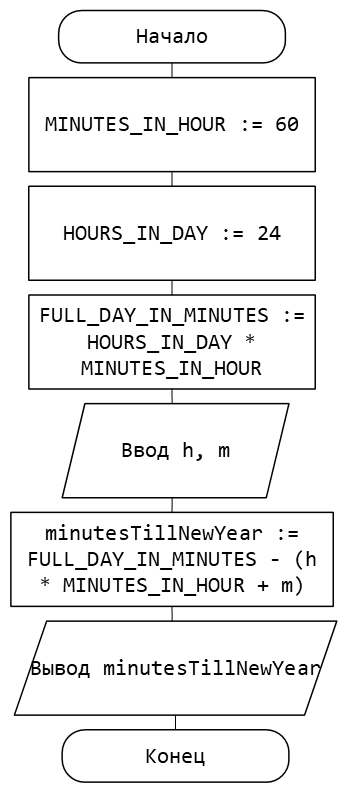 Начало
MINUTES_IN_HOUR := 60
HOURS_IN_DAY := 24
FULL_DAY_IN_MINUTES :=
HOURS_IN_DAY *
MINUTES_IN_HOUR
Ввод h, m
minutesTillNewYear :=
FULL_DAY_IN_MINUTES - (h
* MINUTES_IN_HOUR + m)
Вывод minutesTillNewYear
Конец